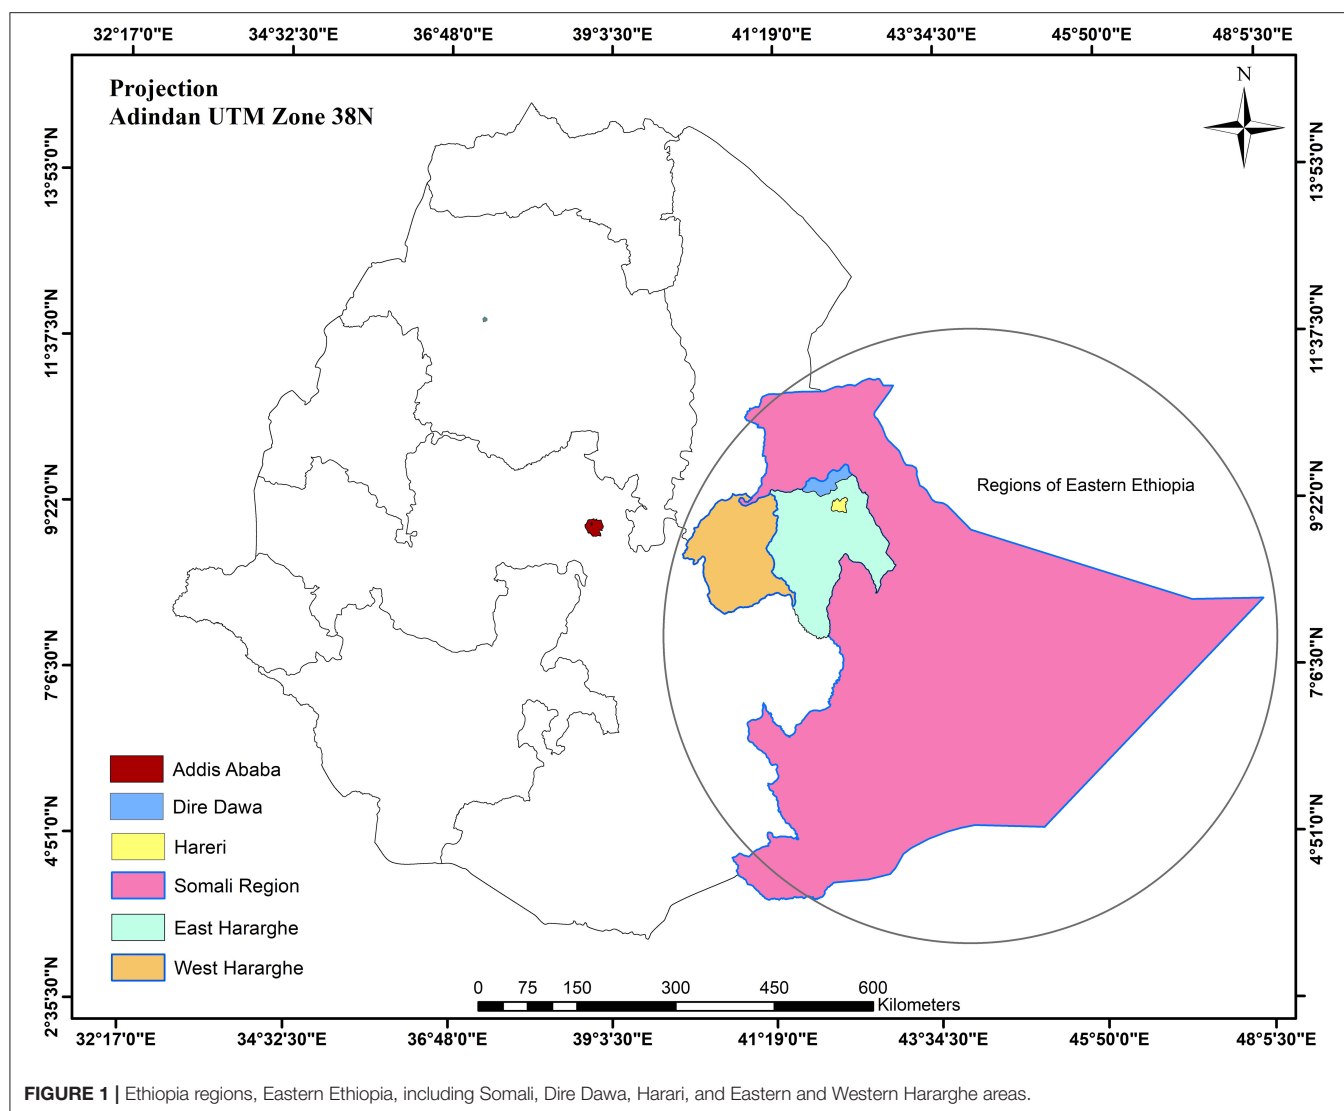 32°17'0"E 34°32'30"E 36°48'0"E 39°3'30"E 41°19'0"E 43°34'30"E 45°50'0"E 48°5'30"E
Projection
Adindan UTM Zone 38N
N
13°53'0"N
11°37'30"N
9°22'0"N
7°6'30"N
4°51'0"N
2°35'30"N
13°53'0"N
11°37'30"N
9°22'0"N
7°6'30"N
4°51'0"N
Regions of Eastern Ethiopia
Addis Ababa
Dire Dawa
Hareri
Somali Region
East Hararghe
West Hararghe
0 75 150 300 450 600
Kilometers
32°17'0"E 34°32'30"E 36°48'0"E 39°3'30"E 41°19'0"E 43°34'30"E 45°50'0"E 48°5'30"E
FIGURE 1 | Ethiopia regions, Eastern Ethiopia, including Somali, Dire Dawa, Harari, and Eastern and Western Hararghe areas.